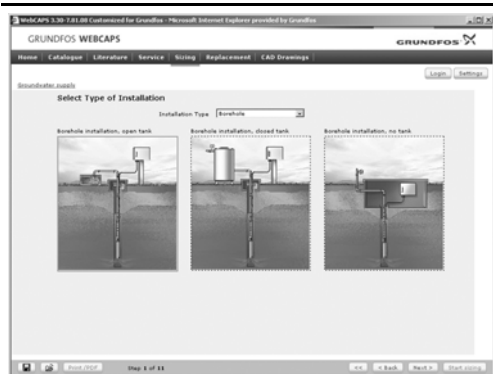 WebCAPS 3.30-7.81.00 Customized for Grundfos - Microsoft Internet Explorer provided by Grundfos
GRUNDFOS WEBCAPS
GRUNDFOS
Home Catalogue Literature Service Sizing Replacement CAD Drawings
Login Settings
Groundwater supply
Select Type of Installation
Installation Type Borehole
Borehole installation, open tank Borehole installation, closed tank Borehole installation, no tank
Print/PDF Step 1 of 11 << < Back Next > Start sizing